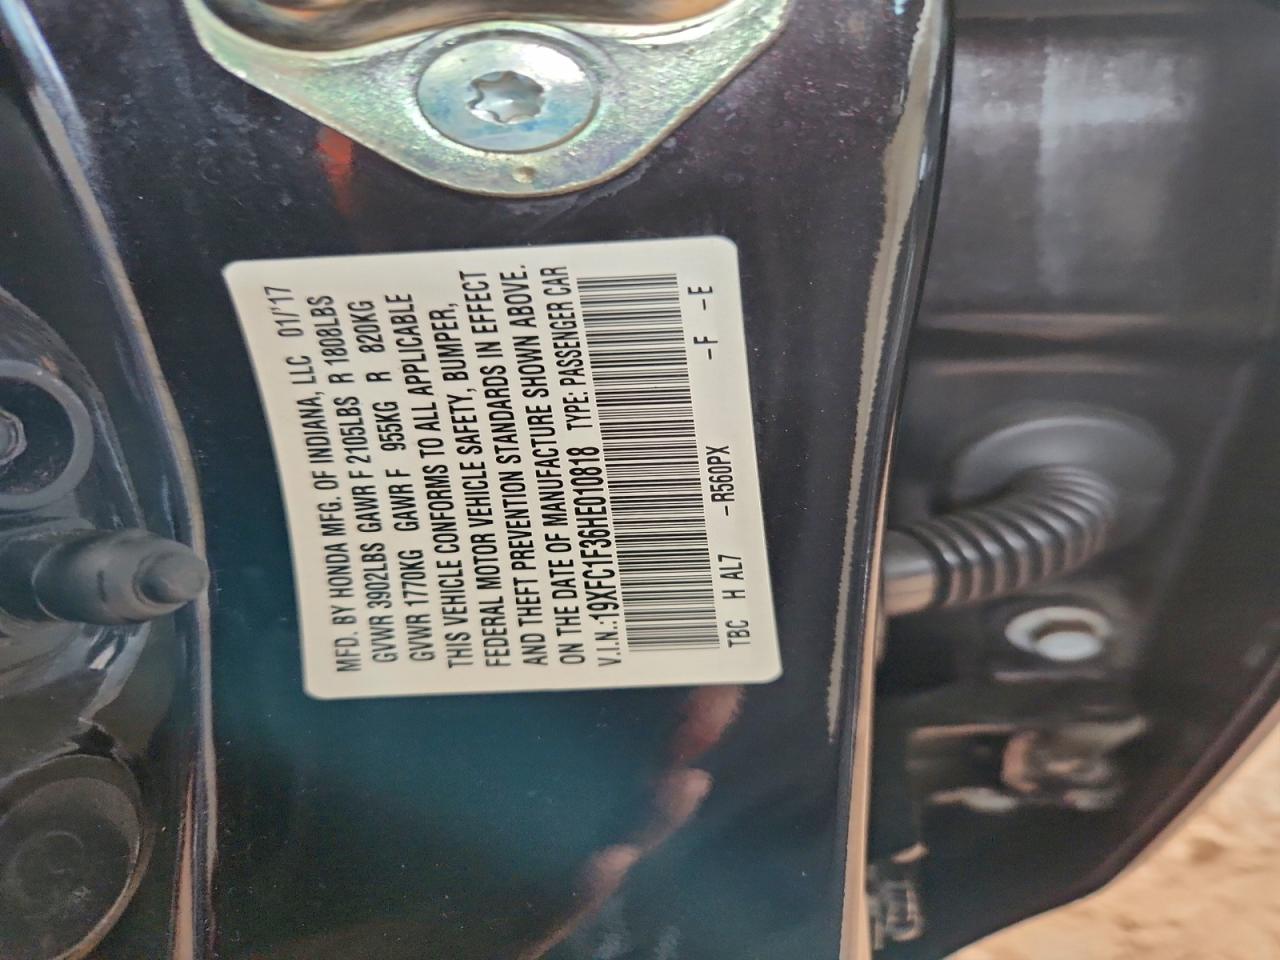 MFD. BY HONDA MFG. OF INDIANA, LLC 01/'17
GVWR 3902LBS GAWR F 2105LBS R 1808LBS
GVWR 1770KG GAWR F 955KG R 820KG
THIS VEHICLE CONFORMS TO ALL APPLICABLE
FEDERAL MOTOR VEHICLE SAFETY, BUMPER,
AND THEFT PREVENTION STANDARDS IN EFFECT
ON THE DATE OF MANUFACTURE SHOWN ABOVE.
V.I.N.:19XFC1F36HE010818 TYPE: PASSENGER CAR
TBC H AL7 -R560PX -F -E